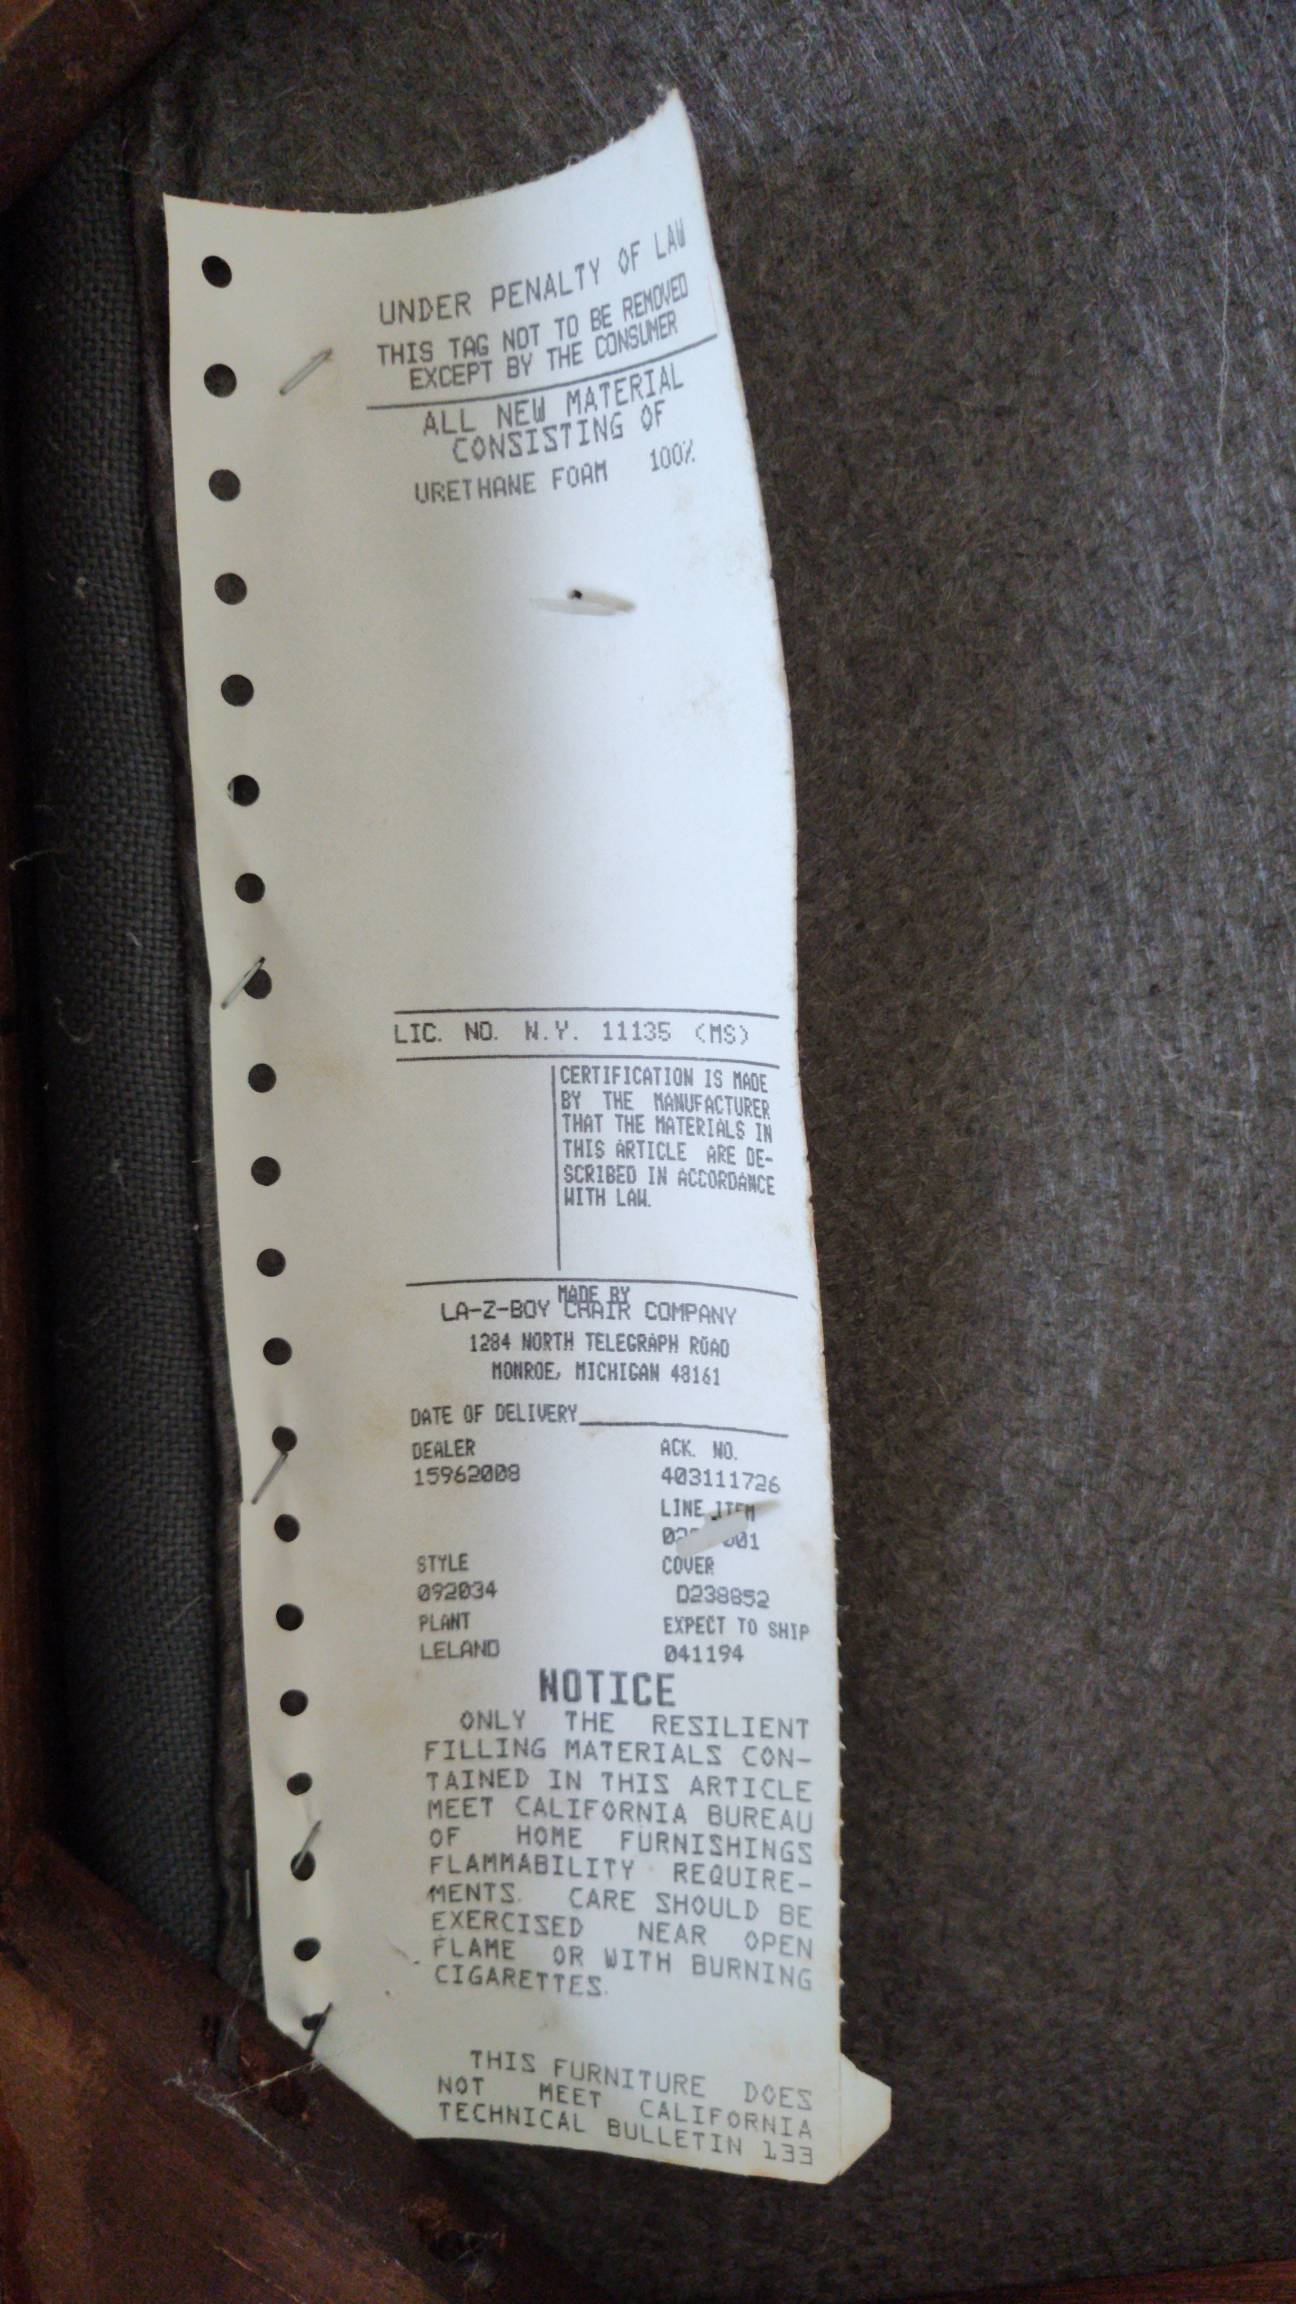 UNDER PENALTY OF LAW
THIS TAG NOT TO BE REMOVED
EXCEPT BY THE CONSUMER
ALL NEW MATERIAL
CONSISTING OF
URETHANE FOAM 100%
LIC. NO. N.Y. 11135 (MS)
CERTIFICATION IS MADE
BY THE MANUFACTURER
THAT THE MATERIALS IN
THIS ARTICLE ARE DE-
SCRIBED IN ACCORDANCE
WITH LAW.
MADE BY
LA-Z-BOY CHAIR COMPANY
1284 NORTH TELEGRAPH ROAD
MONROE, MICHIGAN 48161
DATE OF DELIVERY
DEALER ACK. NO.
15962008 403111726
LINE ITEM
STYLE COVER
092034 D238852
PLANT EXPECT TO SHIP
LELAND 041194
NOTICE
ONLY THE RESILIENT
FILLING MATERIALS CON-
TAINED IN THIS ARTICLE
MEET CALIFORNIA BUREAU
OF HOME FURNISHINGS
FLAMMABILITY REQUIRE-
MENTS. CARE SHOULD BE
EXERCISED NEAR OPEN
FLAME OR WITH BURNING
CIGARETTES.
THIS FURNITURE DOES
NOT MEET CALIFORNIA
TECHNICAL BULLETIN 133